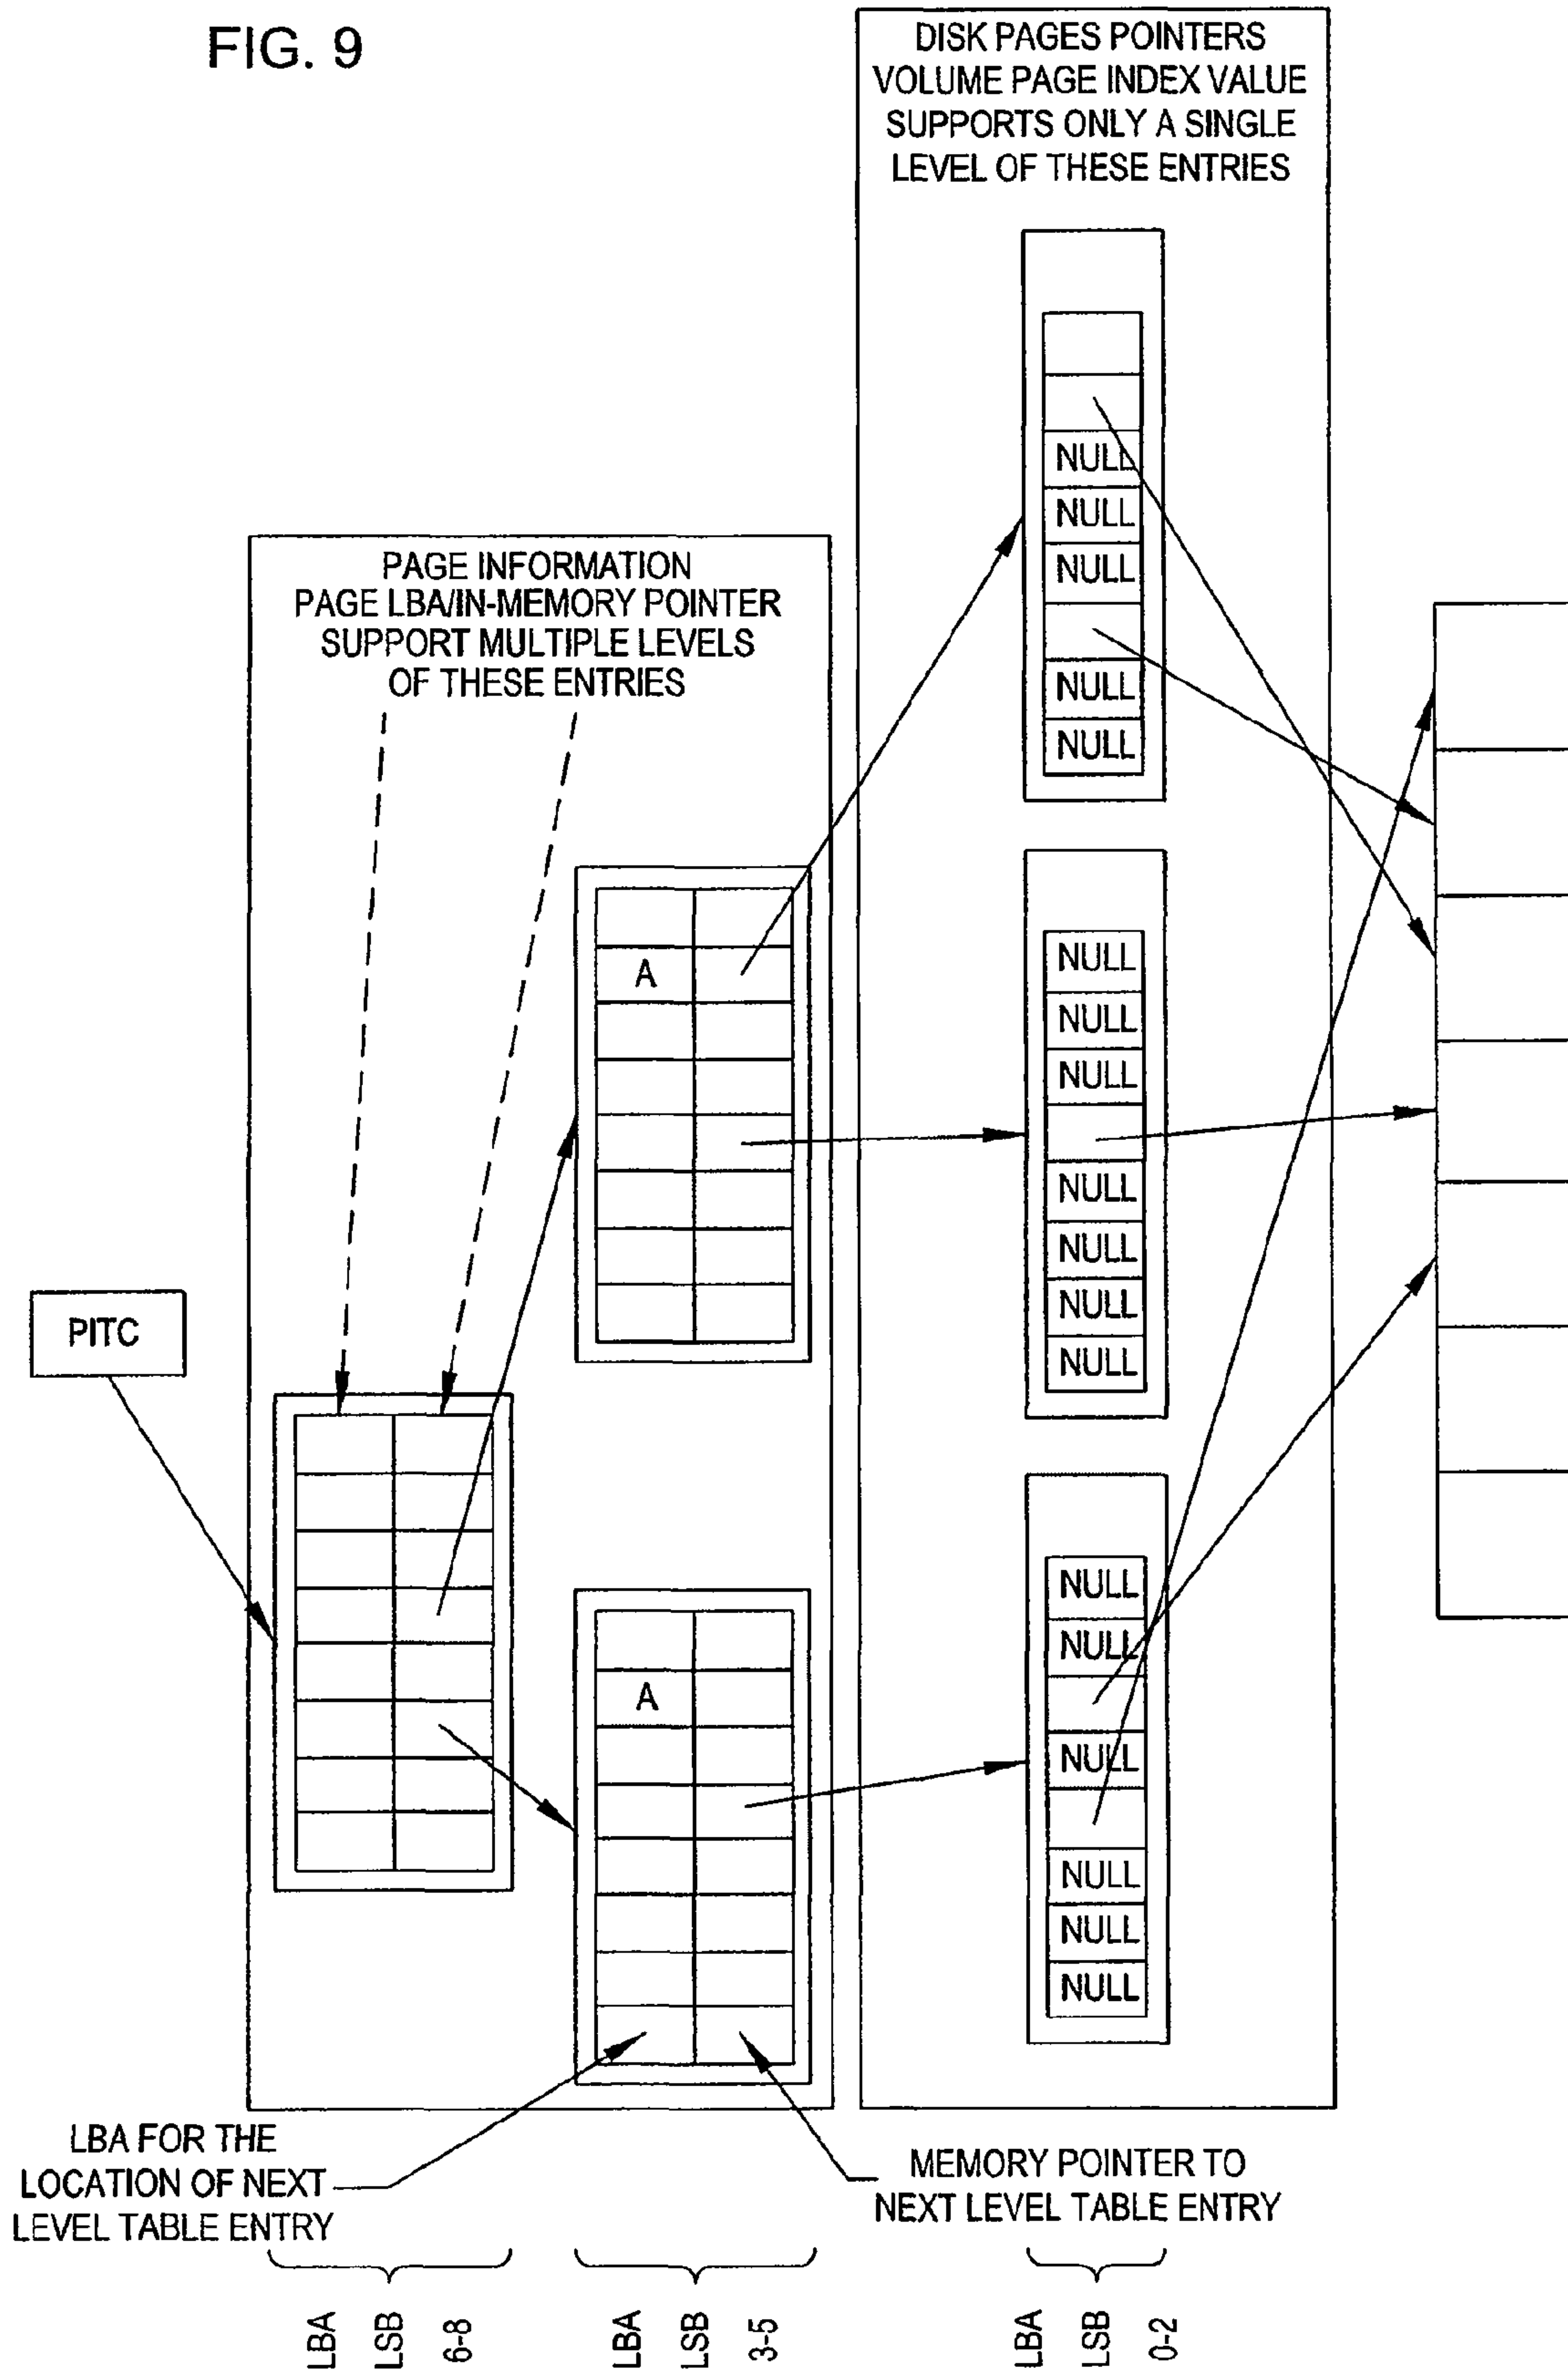 FIG. 9
DISK PAGES POINTERS
VOLUME PAGE INDEX VALUE
SUPPORTS ONLY A SINGLE
LEVEL OF THESE ENTRIES
NULL
NULL
NULL
NULL
NULL
PAGE INFORMATION
PAGE LBA/IN-MEMORY POINTER
SUPPORT MULTIPLE LEVELS
OF THESE ENTRIES
A
NULL
NULL
NULL
NULL
NULL
NULL
NULL
PITC
A
NULL
NULL
NULL
NULL
NULL
NULL
LBA FOR THE
LOCATION OF NEXT
LEVEL TABLE ENTRY
MEMORY POINTER TO
NEXT LEVEL TABLE ENTRY
LBA
LSB
6-8
LBA
LSB
3-5
LBA
LSB
0-2